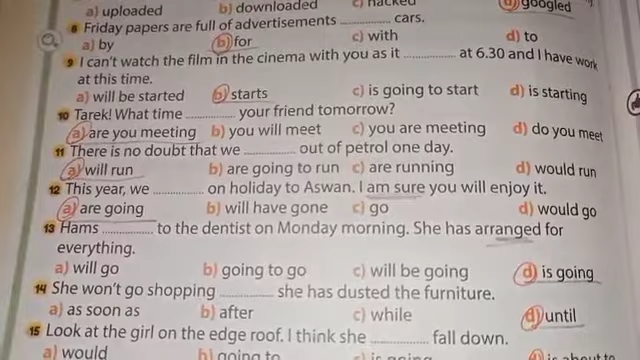 a) uploaded b) downloaded c) hacked d) googled
8 Friday papers are full of advertisements ............ cars.
a) by b) for c) with d) to
9 I can't watch the film in the cinema with you as it ............ at 6.30 and I have work
at this time.
a) will be started b) starts c) is going to start d) is starting
10 Tarek! What time ............ your friend tomorrow?
a) are you meeting b) you will meet c) you are meeting d) do you meet
11 There is no doubt that we ............ out of petrol one day.
a) will run b) are going to run c) are running d) would run
12 This year, we ............ on holiday to Aswan. I am sure you will enjoy it.
a) are going b) will have gone c) go d) would go
13 Hams ............ to the dentist on Monday morning. She has arranged for
everything.
a) will go b) going to go c) will be going d) is going
14 She won't go shopping ............ she has dusted the furniture.
a) as soon as b) after c) while d) until
15 Look at the girl on the edge roof. I think she ............ fall down.
a) would b) going to c) is going d) is about to